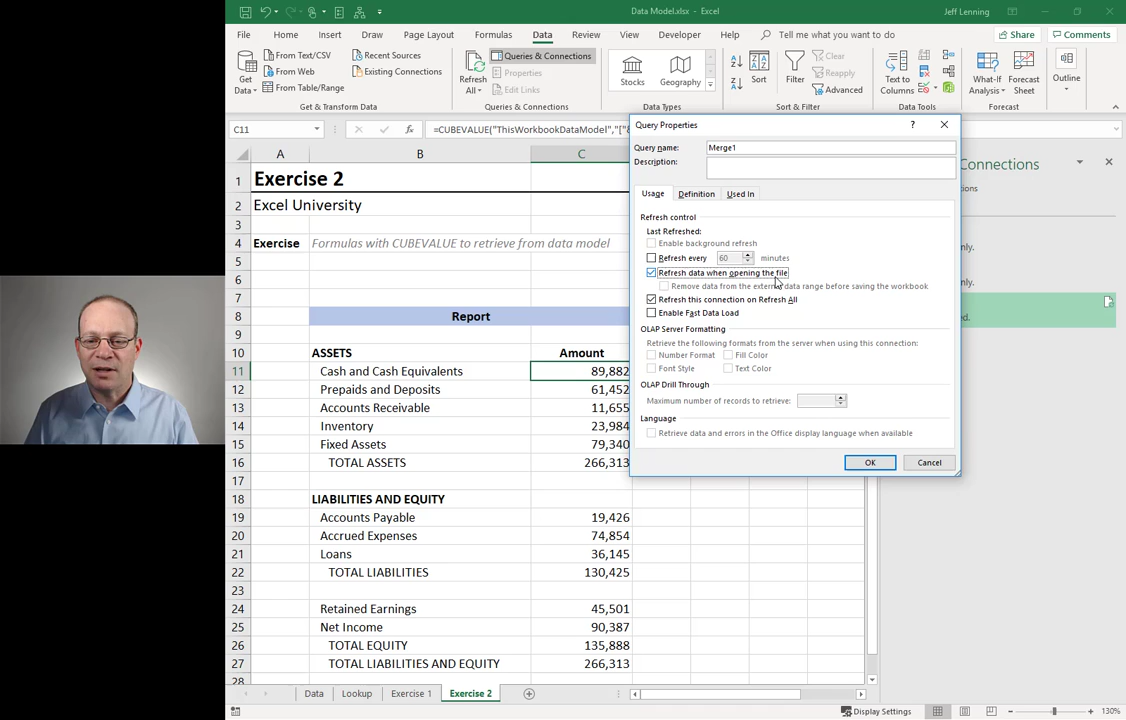 Data Model.xlsx - Excel
Jeff Lenning
File Home Insert Draw Page Layout Formulas Data Review View Developer Help Tell me what you want to do Share Comments
Get Data
From Text/CSV
From Web
From Table/Range
Recent Sources
Existing Connections
Get & Transform Data
Refresh All
Queries & Connections
Properties
Edit Links
Queries & Connections
Stocks
Geography
Data Types
Sort
Filter
Clear
Reapply
Advanced
Sort & Filter
Text to Columns
Data Tools
What-If Analysis
Forecast Sheet
Forecast
Outline
C11
fx
=CUBEVALUE("ThisWorkbookDataModel","["&
A B C
1 Exercise 2
2 Excel University
3
4 Exercise Formulas with CUBEVALUE to retrieve from data model
5
6
7
8 Report
9
10 ASSETS Amount
11 Cash and Cash Equivalents 89,882
12 Prepaids and Deposits 61,452
13 Accounts Receivable 11,655
14 Inventory 23,984
15 Fixed Assets 79,340
16 TOTAL ASSETS 266,313
17
18 LIABILITIES AND EQUITY
19 Accounts Payable 19,426
20 Accrued Expenses 74,854
21 Loans 36,145
22 TOTAL LIABILITIES 130,425
23
24 Retained Earnings 45,501
25 Net Income 90,387
26 TOTAL EQUITY 135,888
27 TOTAL LIABILITIES AND EQUITY 266,313
28
Query Properties
Query name: Merge1
Description:
Usage Definition Used In
Refresh control
Last Refreshed:
Enable background refresh
Refresh every 60 minutes
Refresh data when opening the file
Remove data from the external data range before saving the workbook
Refresh this connection on Refresh All
Enable Fast Data Load
OLAP Server Formatting
Retrieve the following formats from the server when using this connection:
Number Format Fill Color
Font Style Text Color
OLAP Drill Through
Maximum number of records to retrieve:
Language
Retrieve data and errors in the Office display language when available
OK Cancel
Connections
Data Lookup Exercise 1 Exercise 2
Display Settings
130%